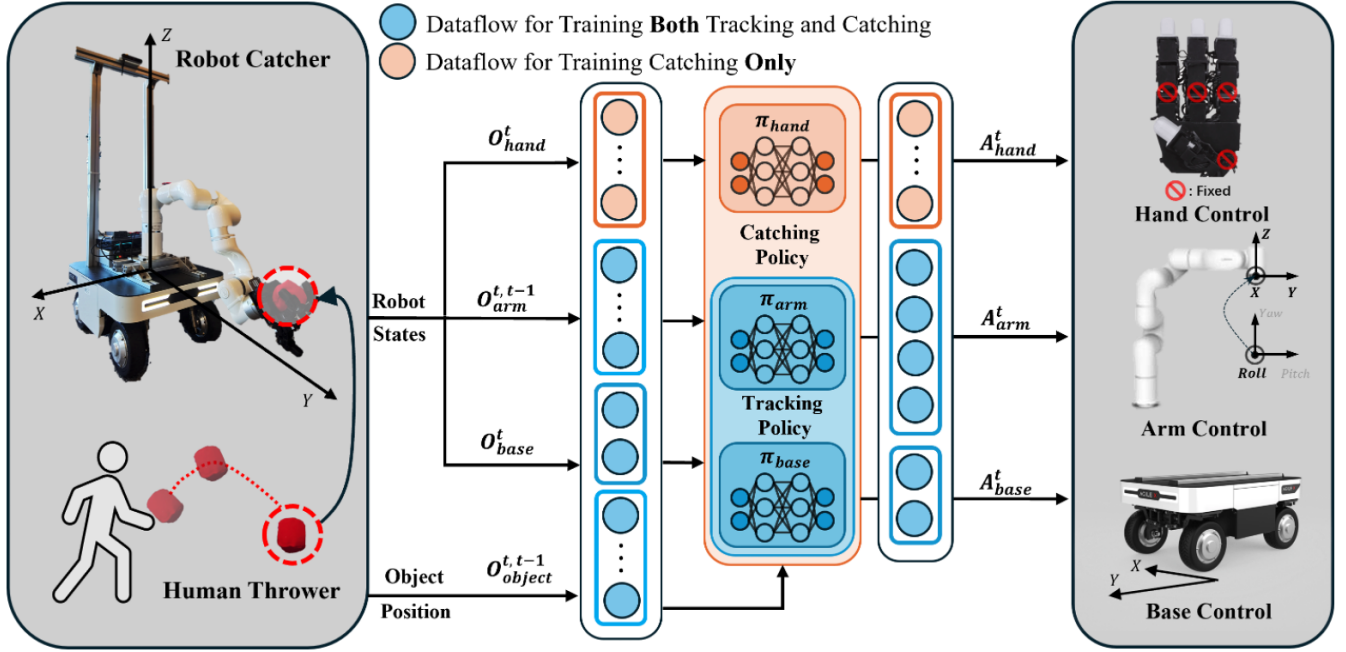 Dataflow for Training Both Tracking and Catching
Dataflow for Training Catching Only
Robot Catcher
Z
X
Y
Human Thrower
Robot
States
Object
Position
O^t_hand
O^{t,t-1}_arm
O^t_base
O^{t,t-1}_object
π_hand
Catching
Policy
π_arm
Tracking
Policy
π_base
A^t_hand
A^t_arm
A^t_base
: Fixed
Hand Control
Z
X
Y
Yaw
Roll
Pitch
Arm Control
X
Y
Base Control